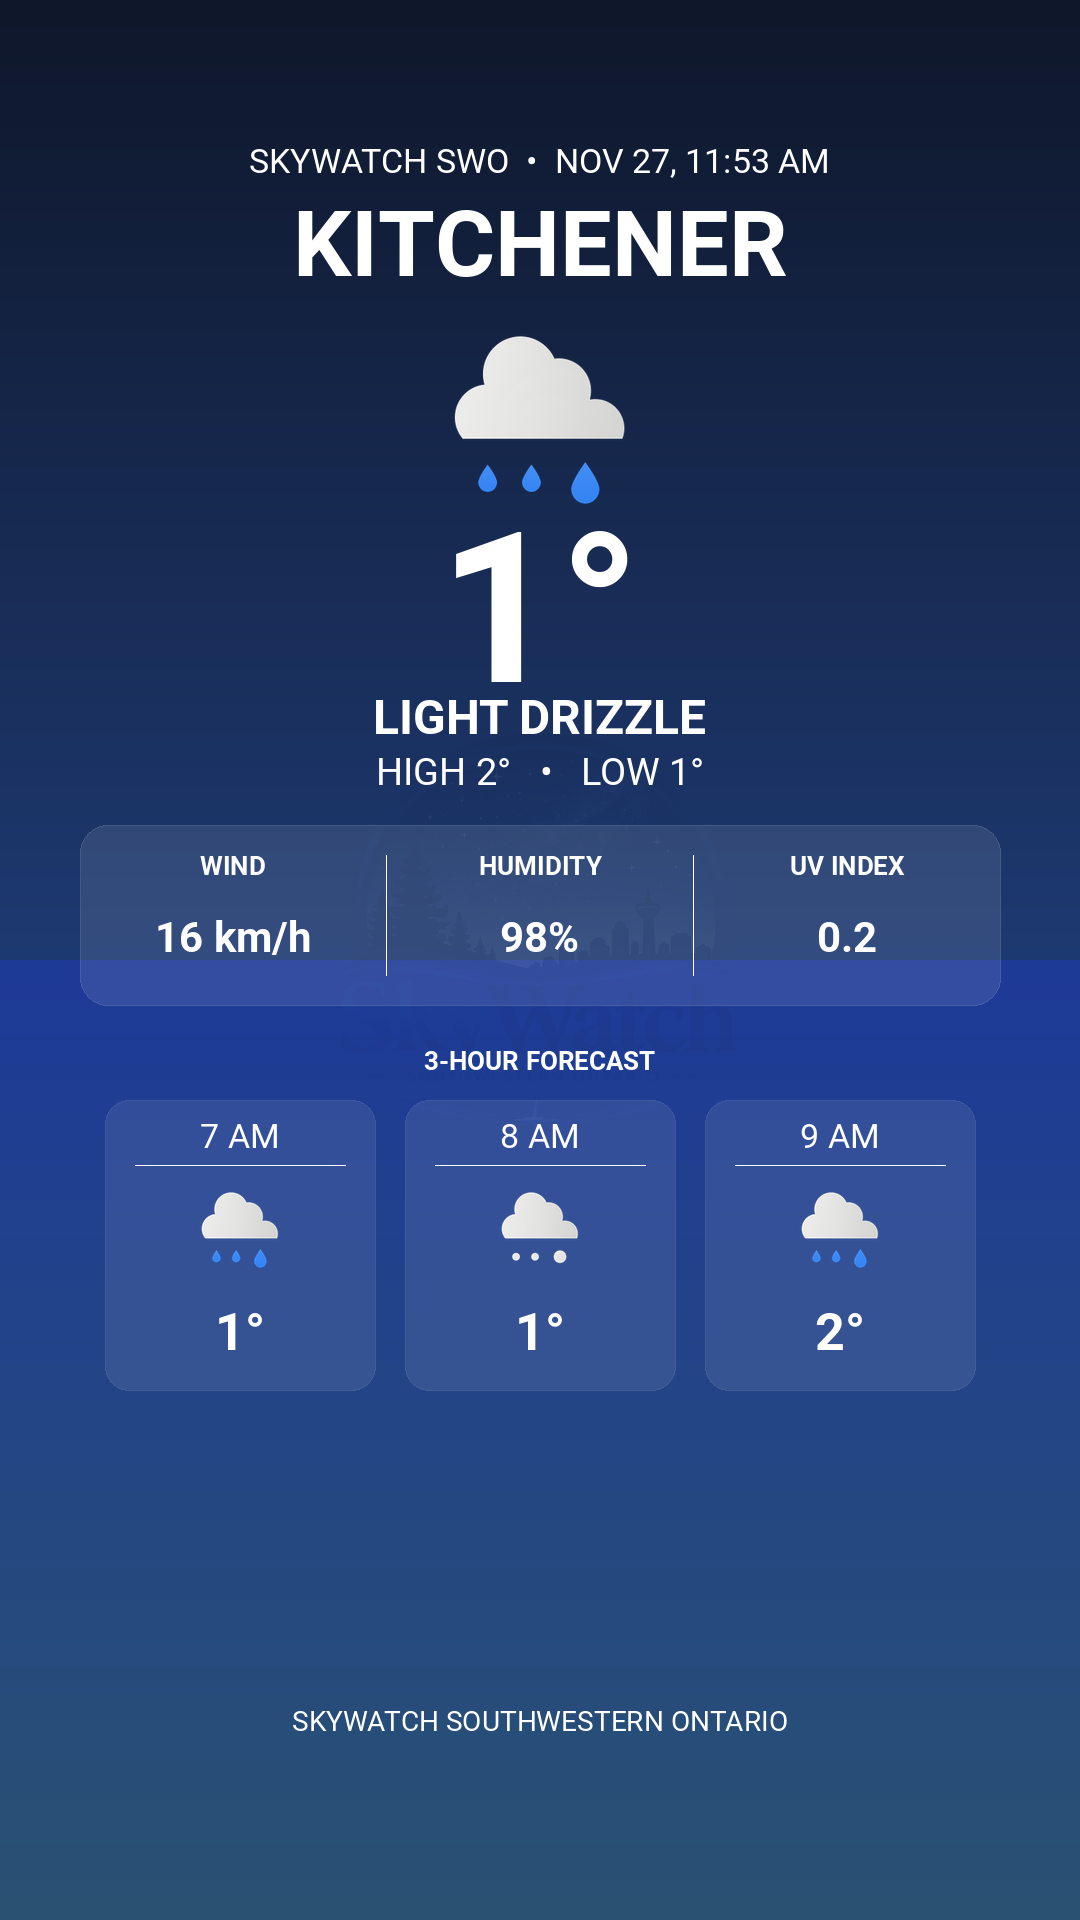 SKYWATCH SWO • NOV 27, 11:53 AM
KITCHENER
1°
LIGHT DRIZZLE
HIGH 2° • LOW 1°
WIND HUMIDITY UV INDEX
16 km/h 98% 0.2
SkyWatch
3-HOUR FORECAST
7 AM 8 AM 9 AM
1° 1° 2°
SKYWATCH SOUTHWESTERN ONTARIO